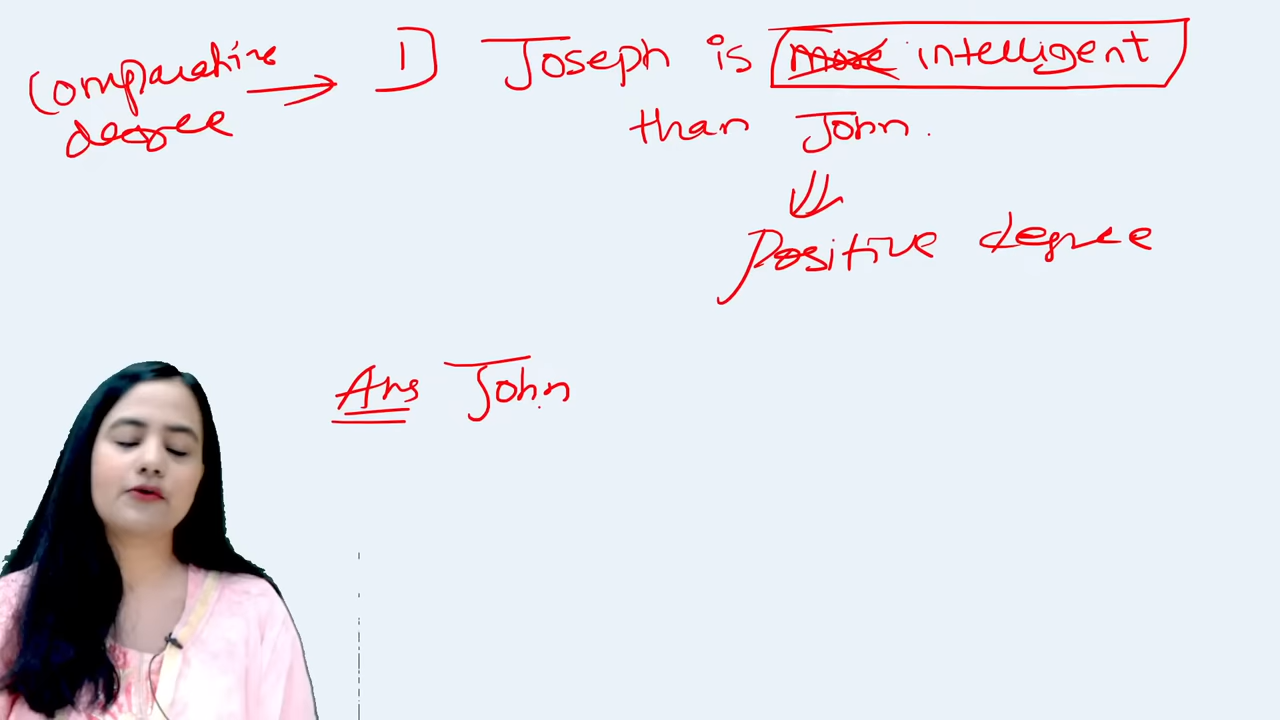 Comparative
degree
1) Joseph is more intelligent
than John.
Positive degree
Ans John